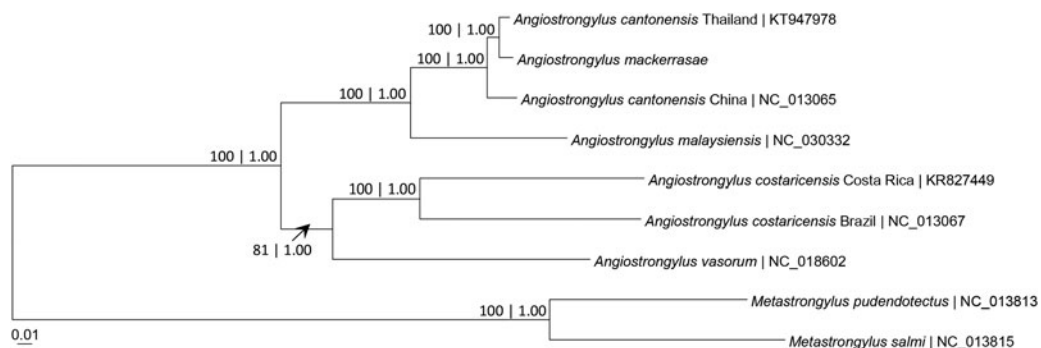 Angiostrongylus cantonensis Thailand | KT947978
100 | 1.00
Angiostrongylus mackerrasae
100 | 1.00
Angiostrongylus cantonensis China | NC_013065
100 | 1.00
Angiostrongylus malaysiensis | NC_030332
100 | 1.00
Angiostrongylus costaricensis Costa Rica | KR827449
100 | 1.00
Angiostrongylus costaricensis Brazil | NC_013067
81 | 1.00
Angiostrongylus vasorum | NC_018602
Metastrongylus pudendotectus | NC_013813
100 | 1.00
Metastrongylus salmi | NC_013815
0.01